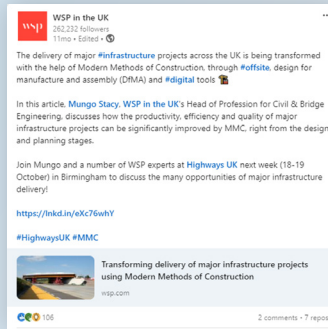 wsp
WSP in the UK
262,232 followers
11mo • Edited •
The delivery of major #infrastructure projects across the UK is being transformed
with the help of Modern Methods of Construction, through #offsite, design for
manufacture and assembly (DfMA) and #digital tools
In this article, Mungo Stacy, WSP in the UK's Head of Profession for Civil & Bridge
Engineering, discusses how the productivity, efficiency and quality of major
infrastructure projects can be significantly improved by MMC, right from the design
and planning stages.
Join Mungo and a number of WSP experts at Highways UK next week (18-19
October) in Birmingham to discuss the many opportunities of major infrastructure
delivery!
https://lnkd.in/eXc76whY
#HighwaysUK #MMC
Transforming delivery of major infrastructure projects
using Modern Methods of Construction
wsp.com
106
2 comments • 7 repos